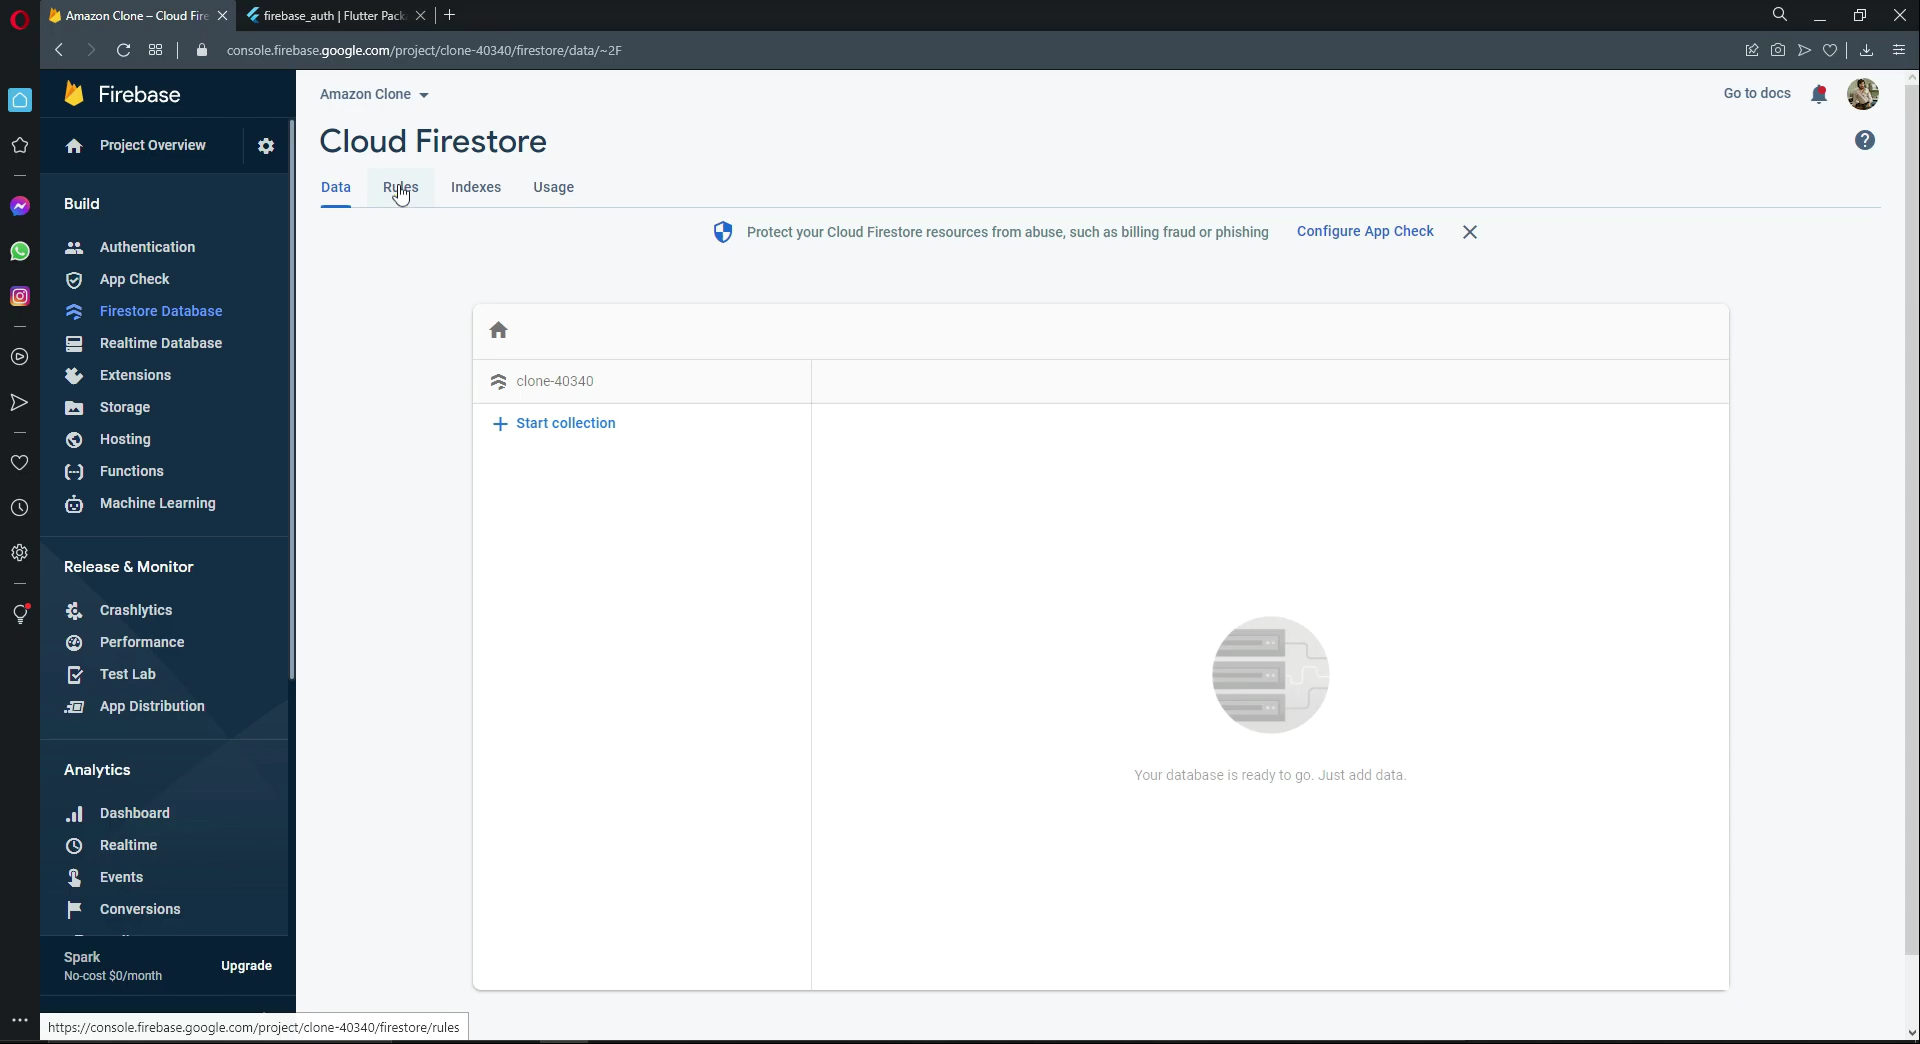 Amazon Clone – Cloud Fire
firebase_auth | Flutter Pack
console.firebase.google.com/project/clone-40340/firestore/data/~2F
Firebase
Amazon Clone
Go to docs
Project Overview
Cloud Firestore
Data
Rules
Indexes
Usage
Protect your Cloud Firestore resources from abuse, such as billing fraud or phishing
Configure App Check
Build
Authentication
App Check
Firestore Database
Realtime Database
Extensions
Storage
Hosting
Functions
Machine Learning
clone-40340
Start collection
Your database is ready to go. Just add data.
Release & Monitor
Crashlytics
Performance
Test Lab
App Distribution
Analytics
Dashboard
Realtime
Events
Conversions
Spark
No-cost $0/month
Upgrade
https://console.firebase.google.com/project/clone-40340/firestore/rules